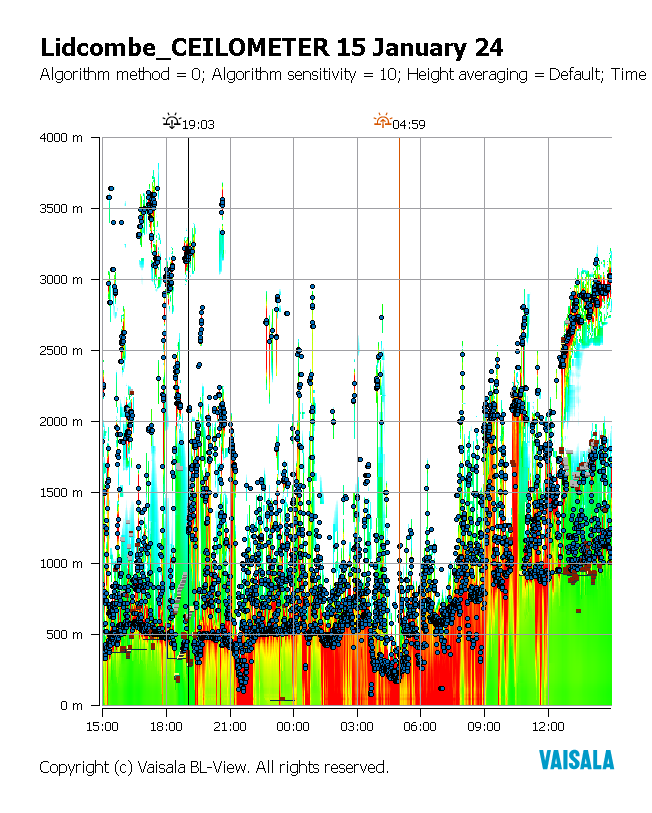 Lidcombe_CEILOMETER 15 January 24
Algorithm method = 0; Algorithm sensitivity = 10; Height averaging = Default; Time
19:03 04:59
4000 m
3500 m
3000 m
2500 m
2000 m
1500 m
1000 m
500 m
0 m
15:00 18:00 21:00 00:00 03:00 06:00 09:00 12:00
VAISALA
Copyright (c) Vaisala BL-View. All rights reserved.